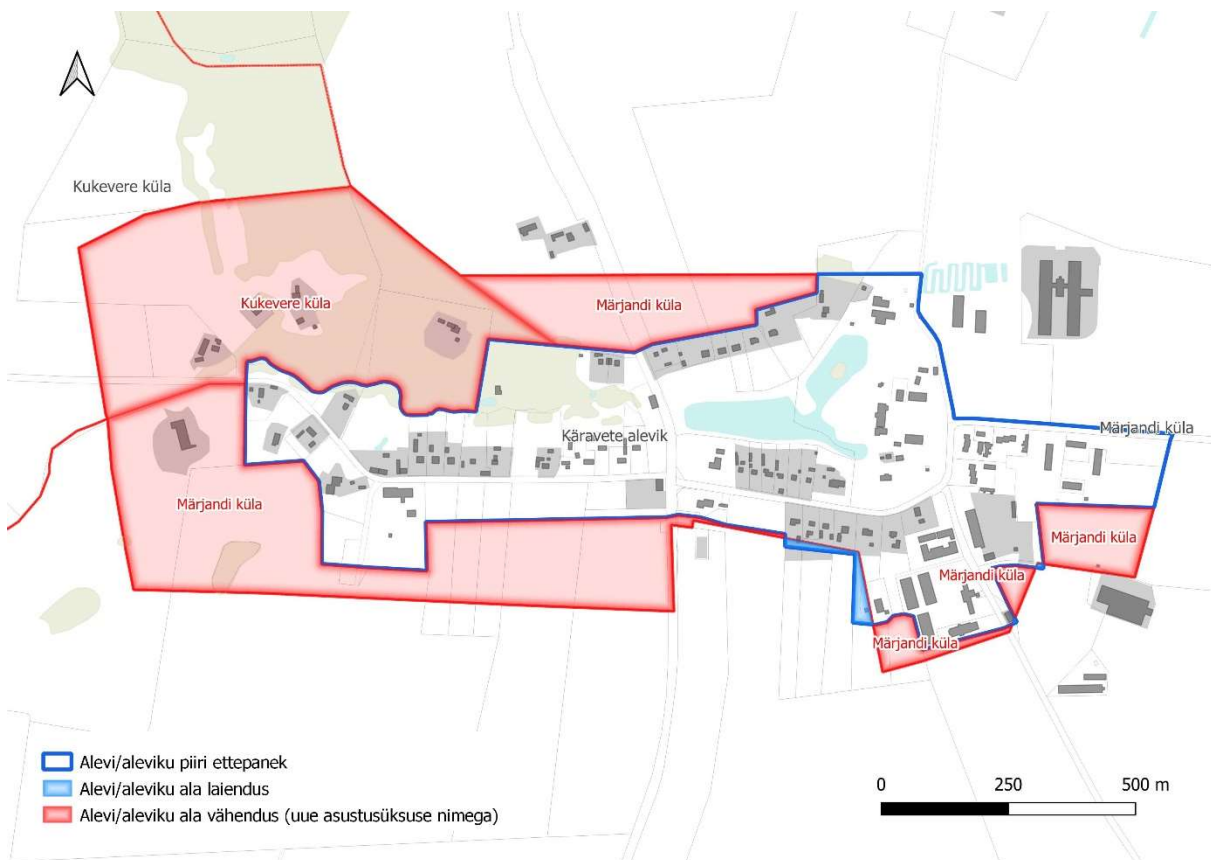 Kukevere küla
Kukevere küla
Märjandi küla
Käravete alevik
Märjandi küla
Märjandi küla
Märjandi küla
Märjandi küla
Märjandi küla
Alevi/aleviku piiri ettepanek
Alevi/aleviku ala laiendus
Alevi/aleviku ala vähendus (uue asustusüksuse nimega)
0 250 500 m